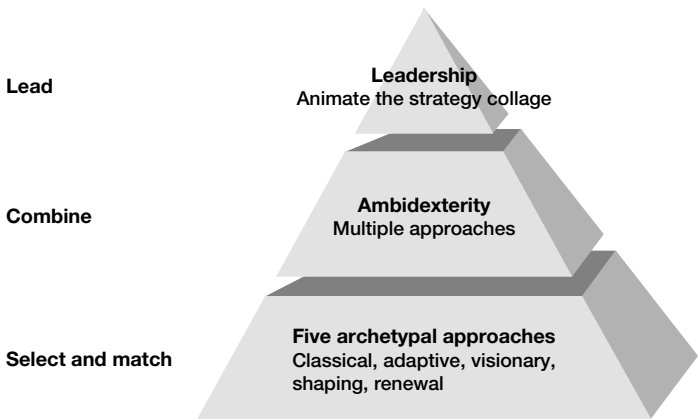 Lead
Leadership
Animate the strategy collage
Combine
Ambidexterity
Multiple approaches
Select and match
Five archetypal approaches
Classical, adaptive, visionary,
shaping, renewal